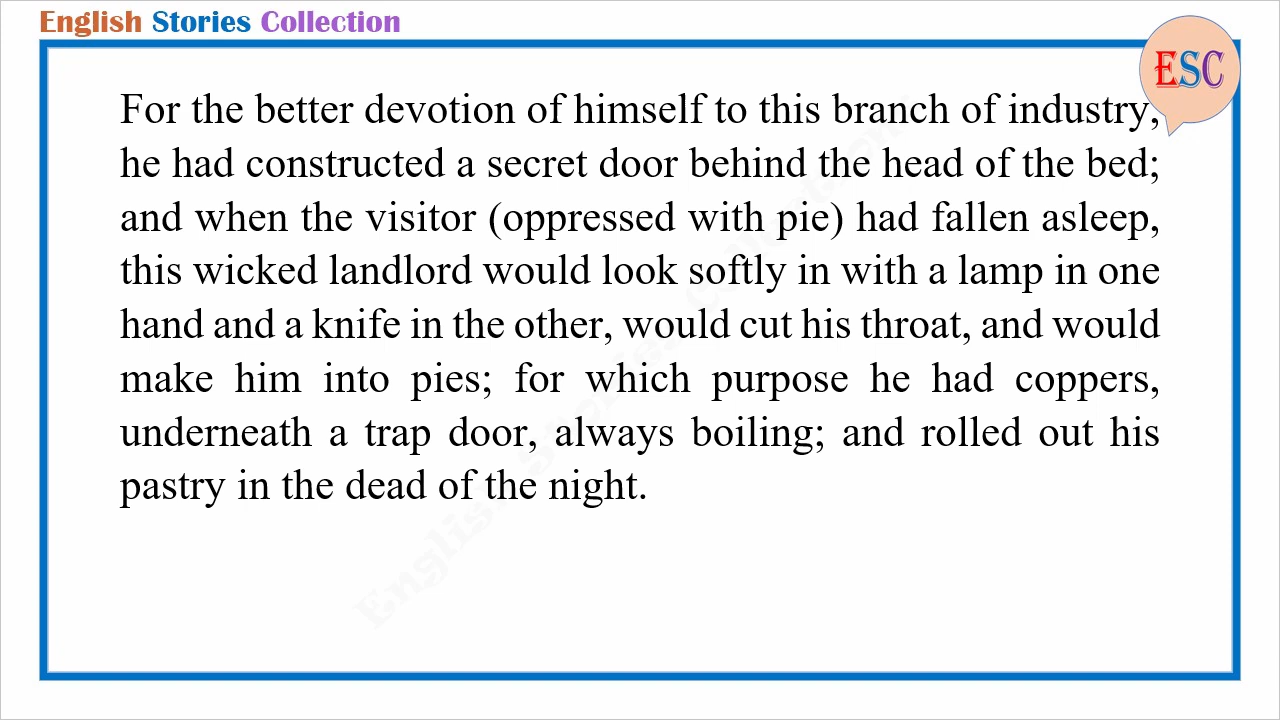 English Stories Collection
ESC
For the better devotion of himself to this branch of industry,
he had constructed a secret door behind the head of the bed;
and when the visitor (oppressed with pie) had fallen asleep,
this wicked landlord would look softly in with a lamp in one
hand and a knife in the other, would cut his throat, and would
make him into pies; for which purpose he had coppers,
underneath a trap door, always boiling; and rolled out his
pastry in the dead of the night.
English Stories Collection